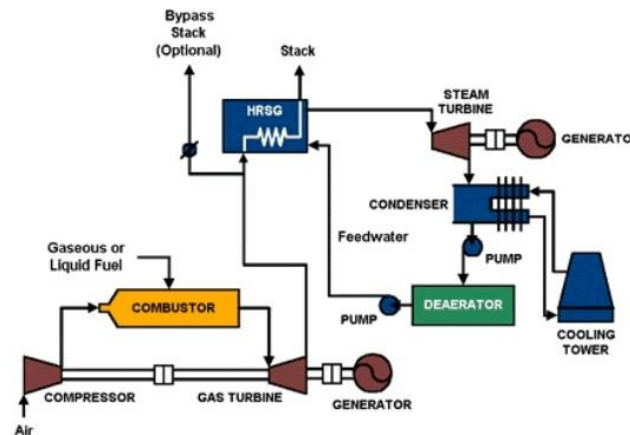 Bypass
Stack
(Optional)
Stack
HRSG
STEAM
TURBINE
GENERATOR
CONDENSER
Feedwater
PUMP
Gaseous or
Liquid Fuel
COMBUSTOR
PUMP
DEAERATOR
COOLING
TOWER
COMPRESSOR
GAS TURBINE
GENERATOR
Air